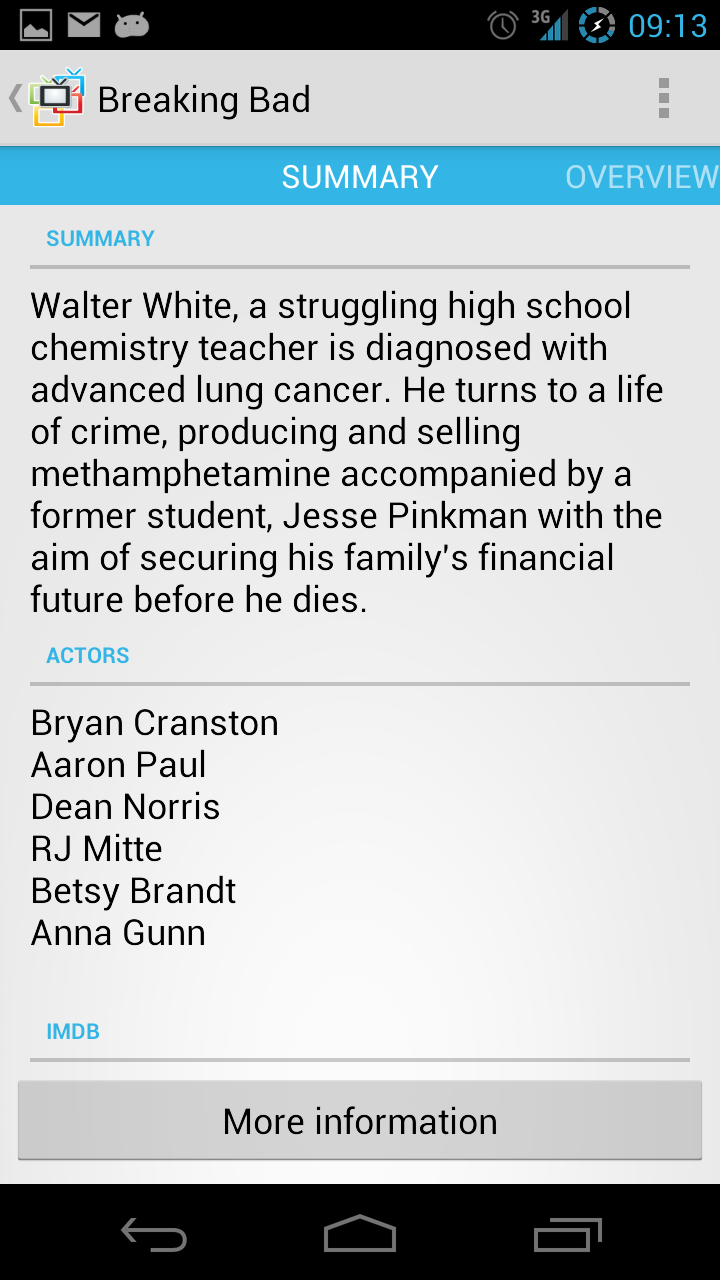 3G 09:13
Breaking Bad
SUMMARY OVERVIEW
SUMMARY
Walter White, a struggling high school
chemistry teacher is diagnosed with
advanced lung cancer. He turns to a life
of crime, producing and selling
methamphetamine accompanied by a
former student, Jesse Pinkman with the
aim of securing his family's financial
future before he dies.
ACTORS
Bryan Cranston
Aaron Paul
Dean Norris
RJ Mitte
Betsy Brandt
Anna Gunn
IMDB
More information